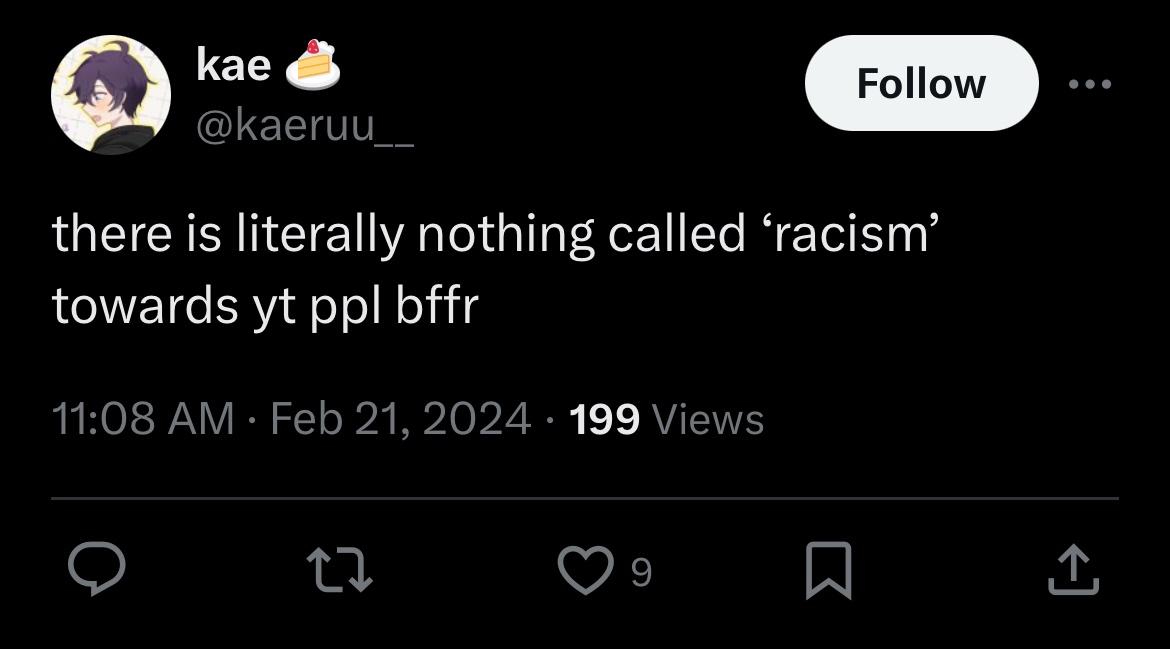 kae 🍰
@kaeruu__
Follow
there is literally nothing called ‘racism’
towards yt ppl bffr
11:08 AM · Feb 21, 2024 · 199 Views
9